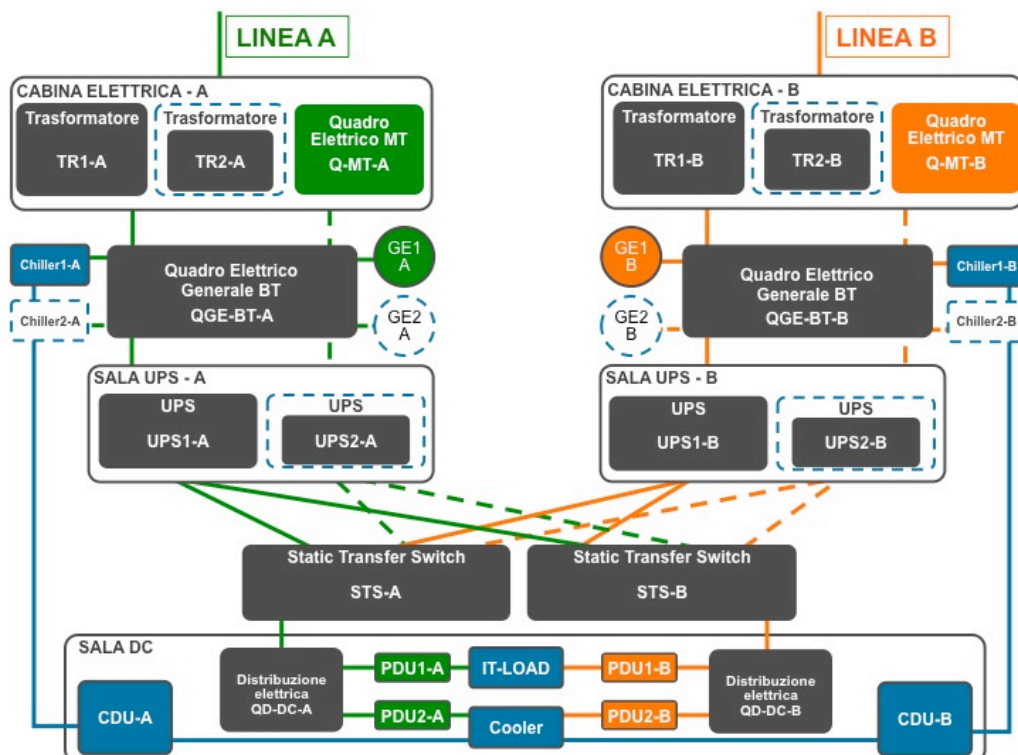 LINEA A
LINEA B
CABINA ELETTRICA - A
Trasformatore
TR1-A
Trasformatore
TR2-A
Quadro
Elettrico MT
Q-MT-A
CABINA ELETTRICA - B
Trasformatore
TR1-B
Trasformatore
TR2-B
Quadro
Elettrico MT
Q-MT-B
Chiller1-A
Chiller2-A
Quadro Elettrico
Generale BT
QGE-BT-A
GE1
A
GE2
A
GE1
B
GE2
B
Quadro Elettrico
Generale BT
QGE-BT-B
Chiller1-B
Chiller2-B
SALA UPS - A
UPS
UPS1-A
UPS
UPS2-A
SALA UPS - B
UPS
UPS1-B
UPS
UPS2-B
Static Transfer Switch
STS-A
Static Transfer Switch
STS-B
SALA DC
CDU-A
Distribuzione
elettrica
QD-DC-A
PDU1-A
IT-LOAD
PDU1-B
PDU2-A
Cooler
PDU2-B
Distribuzione
elettrica
QD-DC-B
CDU-B